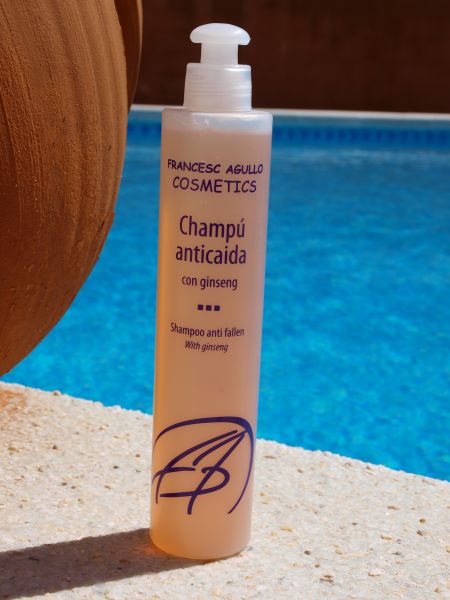 FRANCESC AGULLO
COSMETICS
Champú
anticaida
con ginseng
Shampoo anti fallen
With ginseng